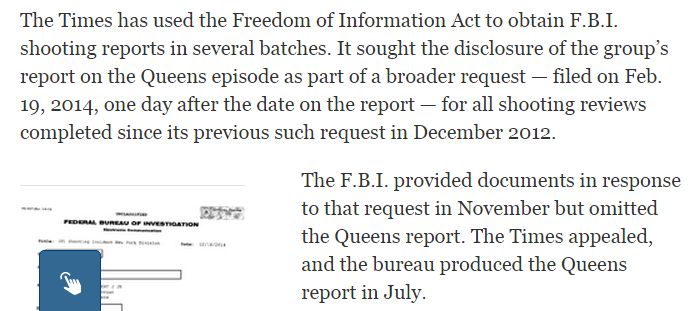 The Times has used the Freedom of Information Act to obtain F.B.I.
shooting reports in several batches. It sought the disclosure of the group’s
report on the Queens episode as part of a broader request — filed on Feb.
19, 2014, one day after the date on the report — for all shooting reviews
completed since its previous such request in December 2012.
The F.B.I. provided documents in response
to that request in November but omitted
the Queens report. The Times appealed,
and the bureau produced the Queens
report in July.
UNCLASSIFIED
FEDERAL BUREAU OF INVESTIGATION
Electronic Communication
Shooting Incident New York Division
Date: 02/18/2014